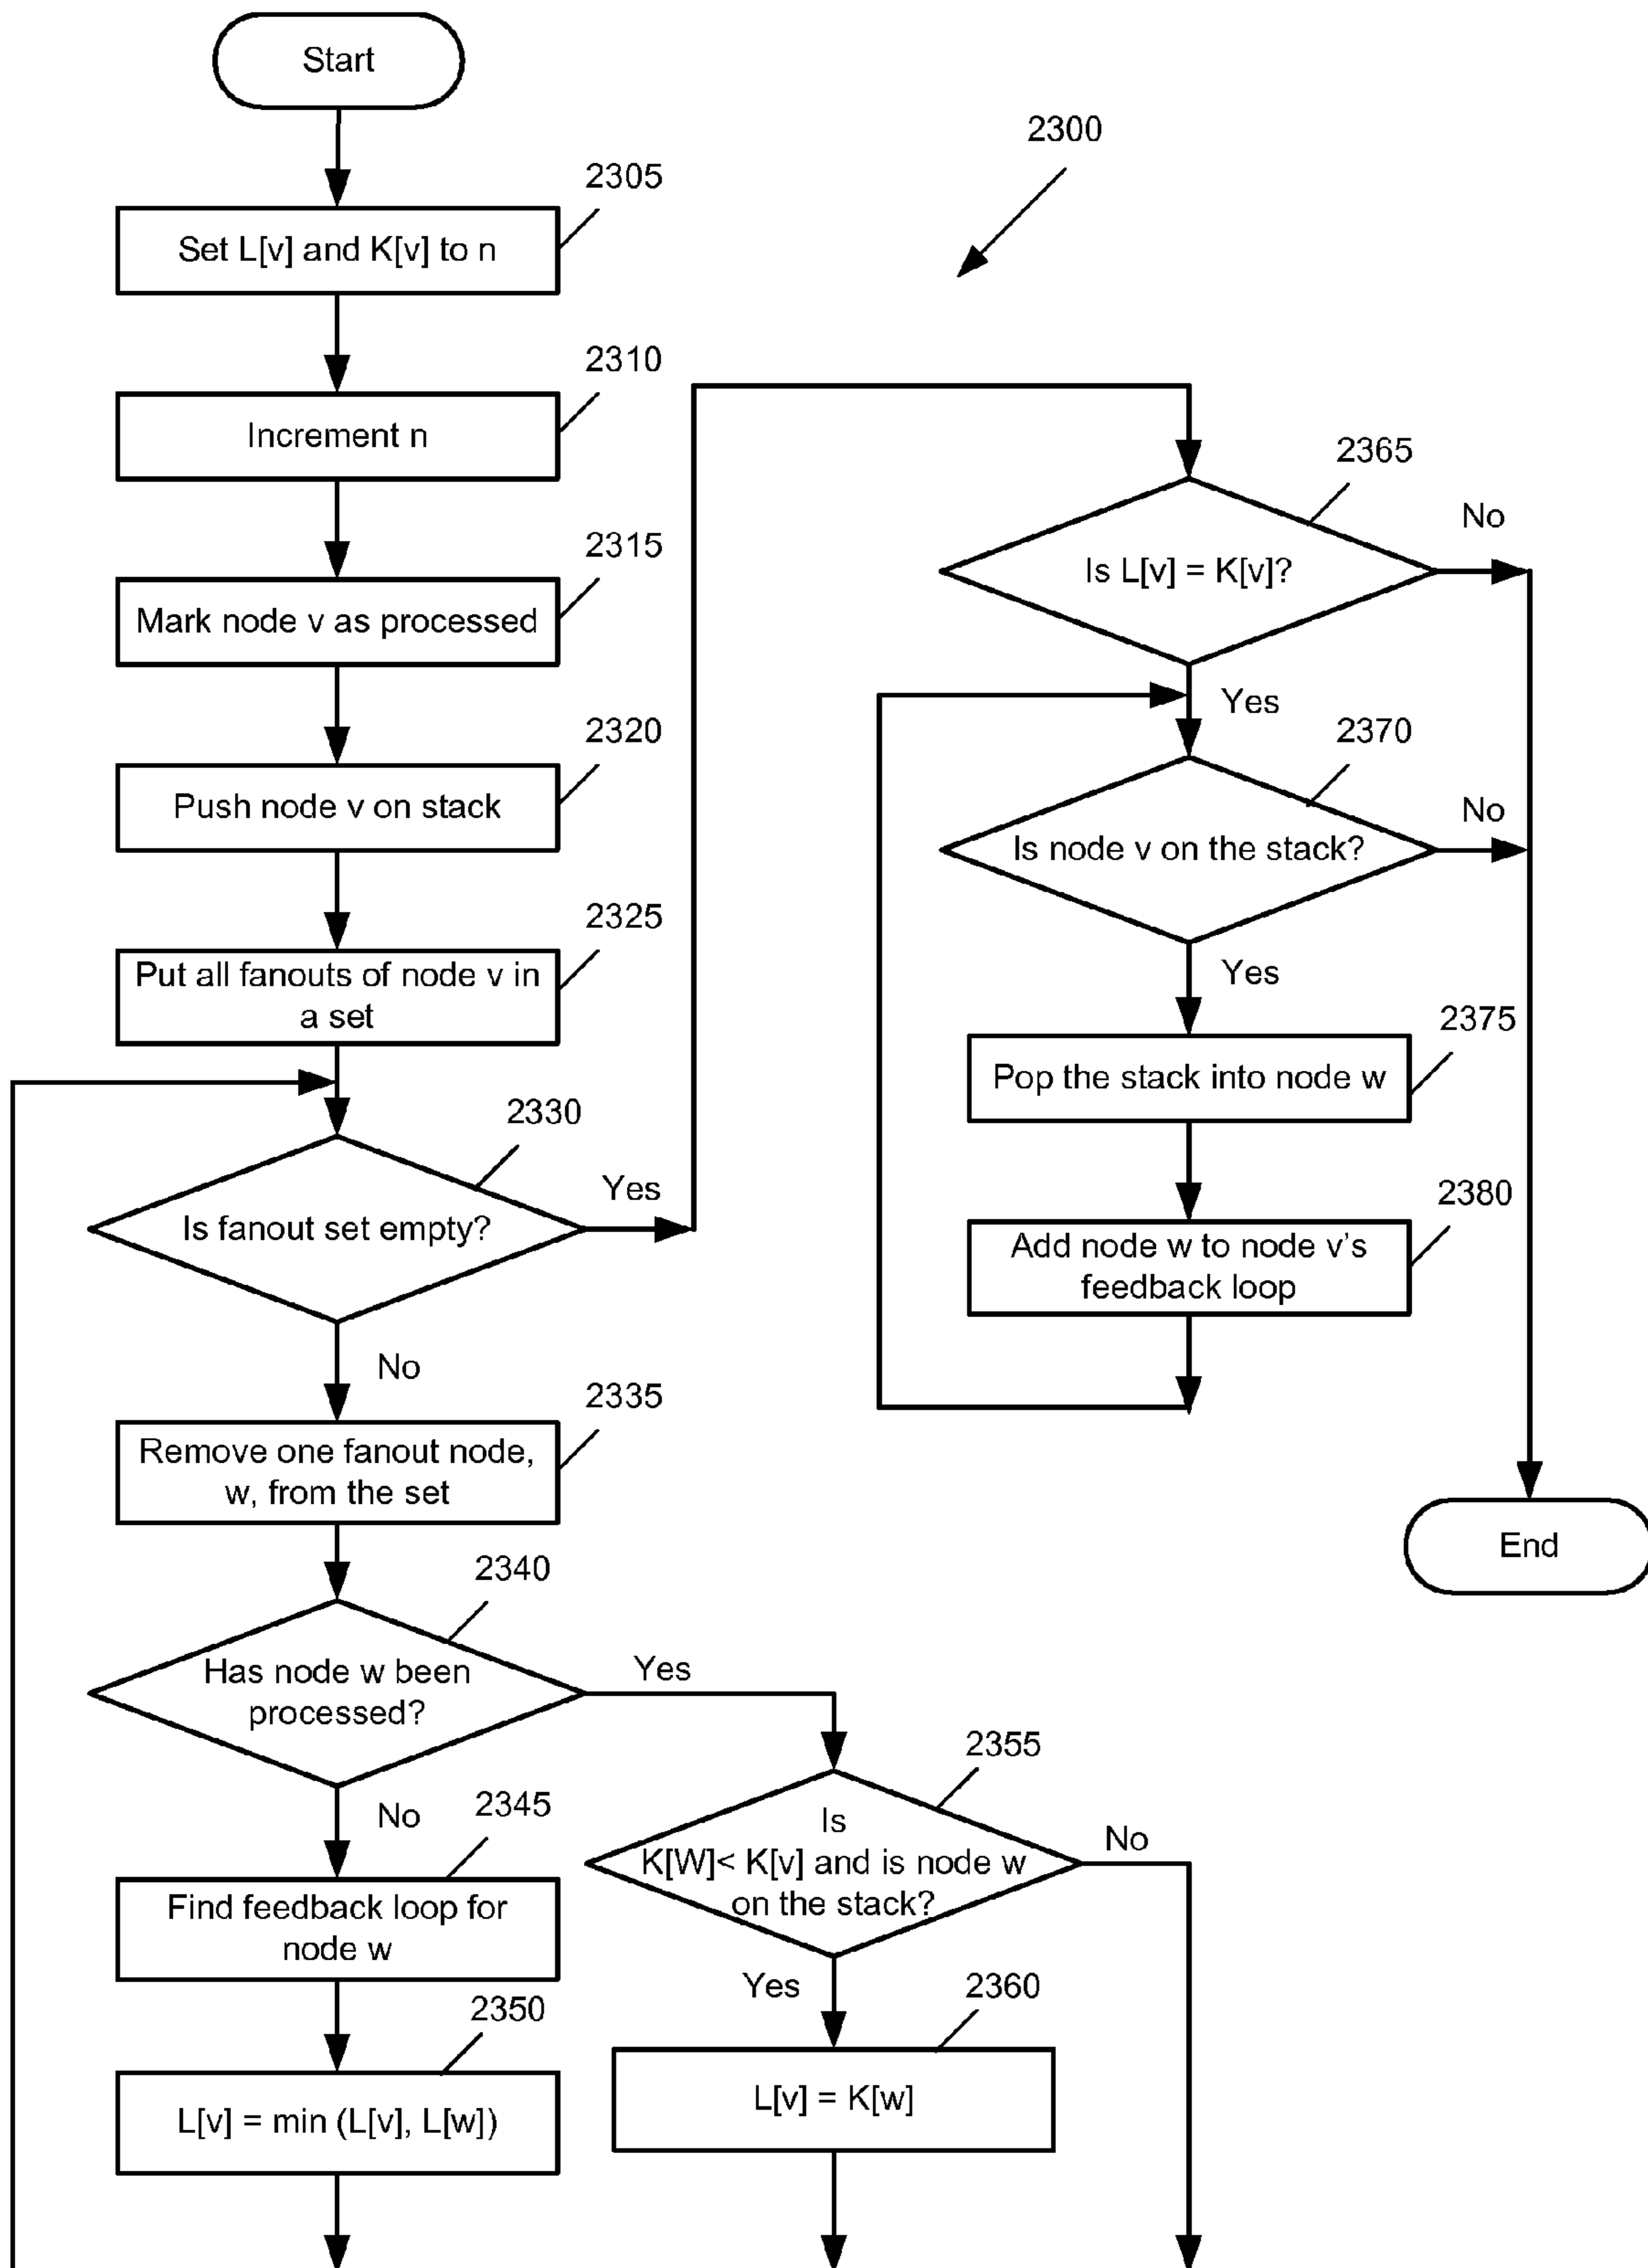 Start
2300
2305
Set L[v] and K[v] to n
2310
Increment n
2315
Mark node v as processed
2320
Push node v on stack
2325
Put all fanouts of node v in
a set
2330
Is fanout set empty?
Yes
No
2335
Remove one fanout node,
w, from the set
2340
Has node w been
processed?
Yes
No
2345
Find feedback loop for
node w
2350
L[v] = min (L[v], L[w])
2355
Is
K[W]< K[v] and is node w
on the stack?
No
Yes
2360
L[v] = K[w]
2365
Is L[v] = K[v]?
No
Yes
2370
Is node v on the stack?
No
Yes
2375
Pop the stack into node w
2380
Add node w to node v's
feedback loop
End